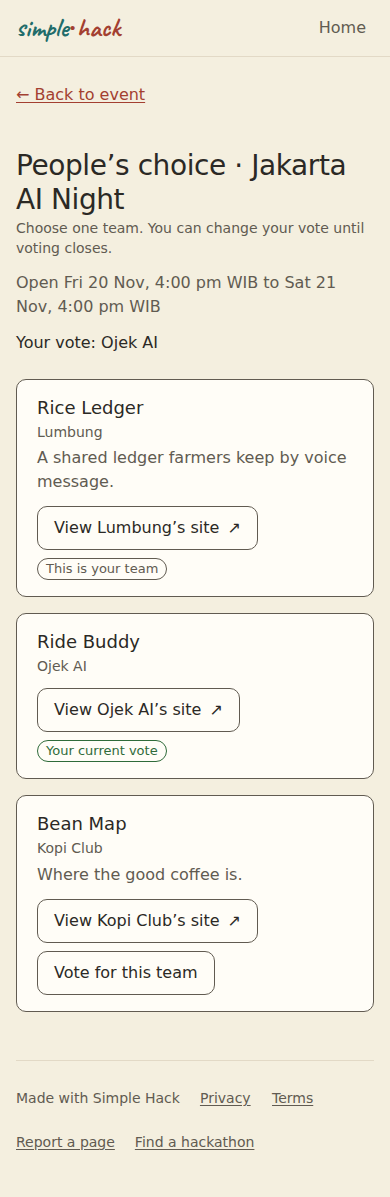 simple·hack
Home
← Back to event
People’s choice · Jakarta
AI Night
Choose one team. You can change your vote until
voting closes.
Open Fri 20 Nov, 4:00 pm WIB to Sat 21
Nov, 4:00 pm WIB
Your vote: Ojek AI
Rice Ledger
Lumbung
A shared ledger farmers keep by voice
message.
View Lumbung’s site ↗
This is your team
Ride Buddy
Ojek AI
View Ojek AI’s site ↗
Your current vote
Bean Map
Kopi Club
Where the good coffee is.
View Kopi Club’s site ↗
Vote for this team
Made with Simple Hack Privacy Terms
Report a page Find a hackathon